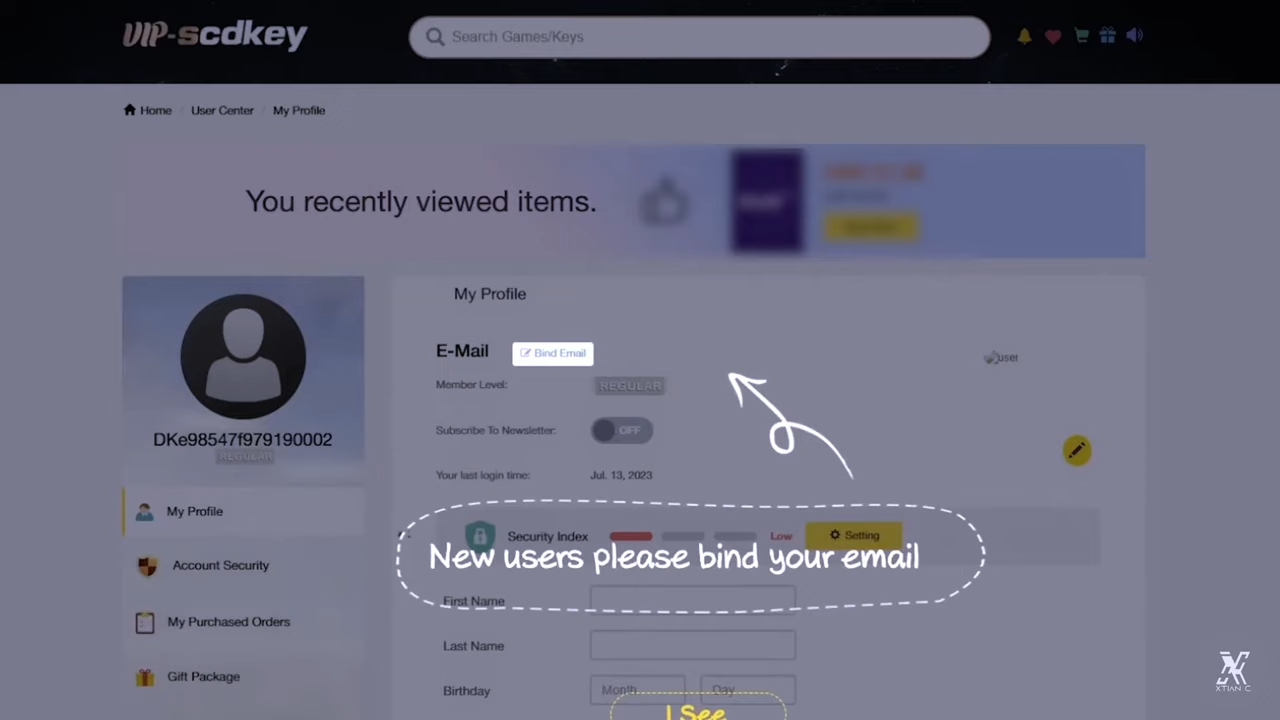 VIP-scdkey
Search Games/Keys
Home / User Center / My Profile
You recently viewed items.
DKe98547f979190002
REGULAR
My Profile
Account Security
My Purchased Orders
Gift Package
My Profile
E-Mail Bind Email
user
Member Level: REGULAR
Subscribe To Newsletter: OFF
Your last login time: Jul. 13, 2023
Security Index Low Setting
New users please bind your email
First Name
Last Name
Birthday Month Day
I See
XTIAN C